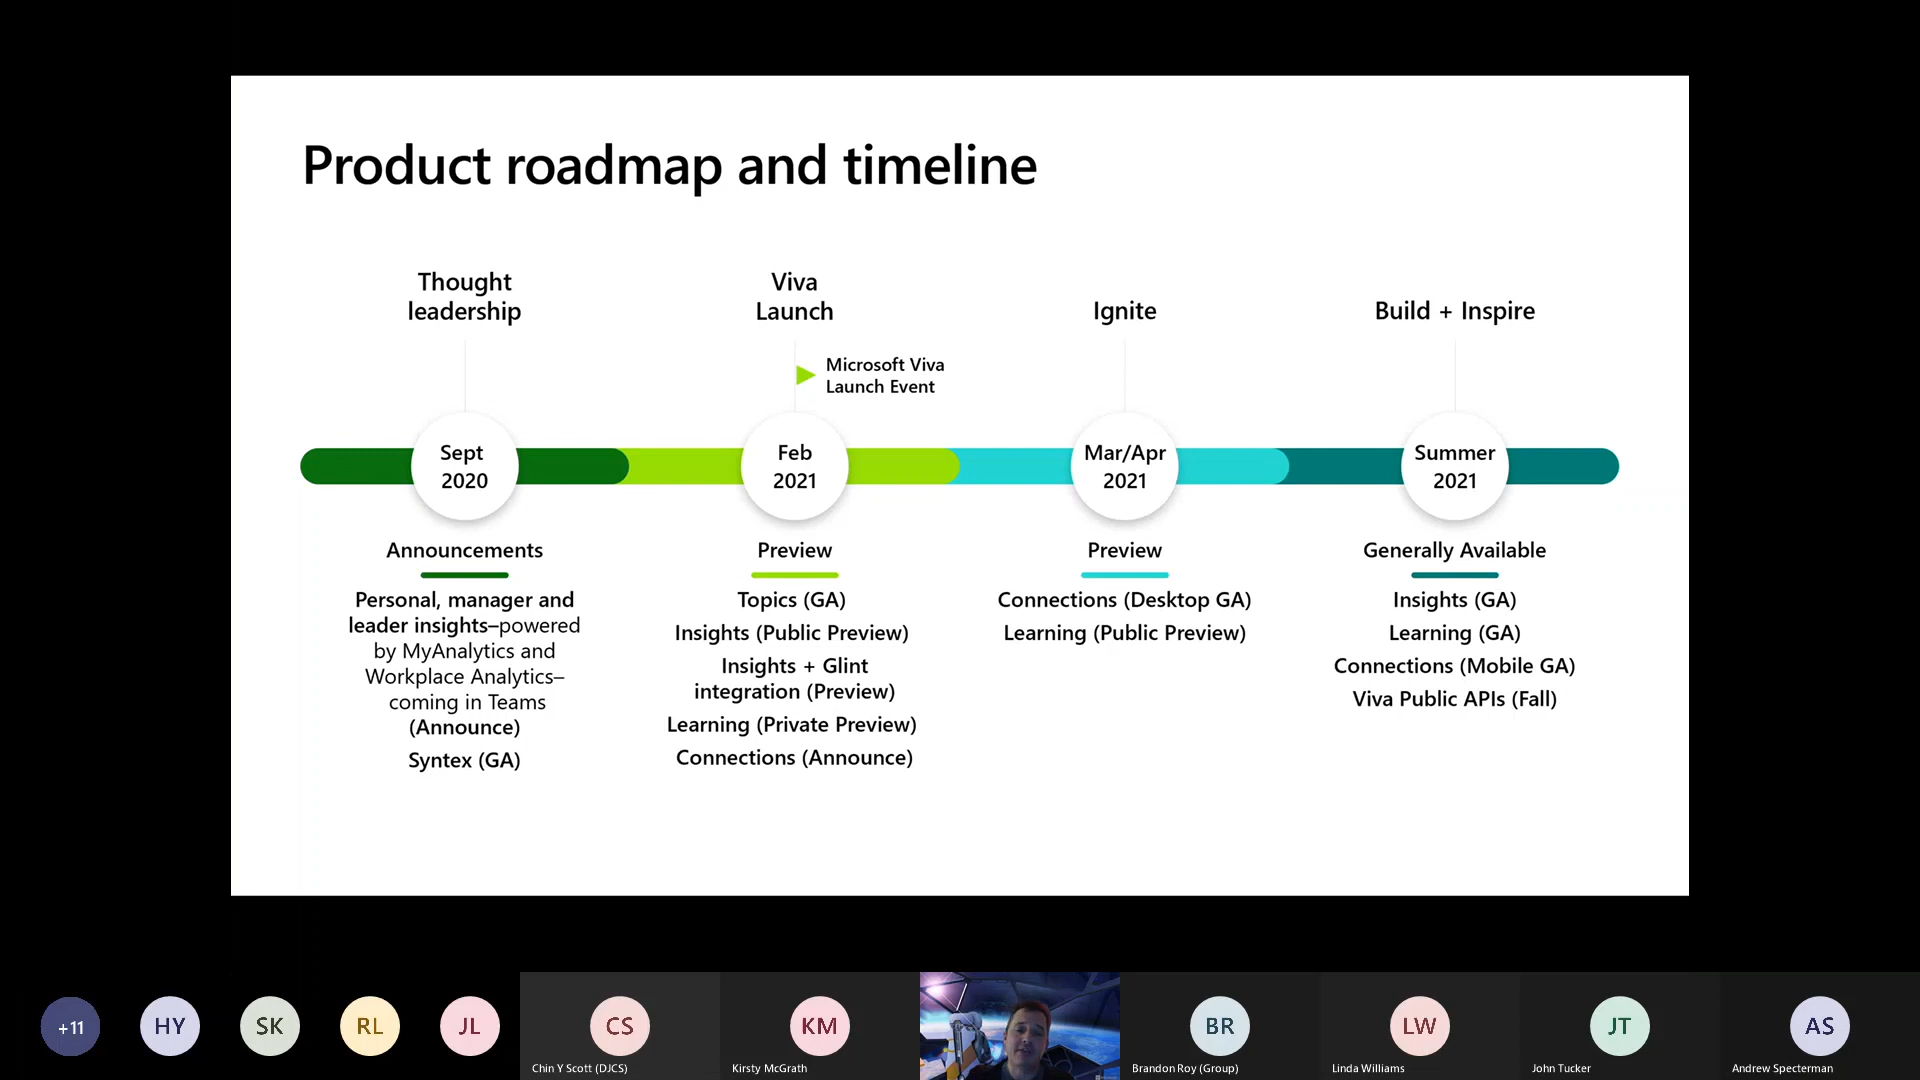 Product roadmap and timeline
Thought
leadership
Viva
Launch
Ignite
Build + Inspire
Microsoft Viva
Launch Event
Sept
2020
Feb
2021
Mar/Apr
2021
Summer
2021
Announcements
Personal, manager and
leader insights–powered
by MyAnalytics and
Workplace Analytics–
coming in Teams
(Announce)
Syntex (GA)
Preview
Topics (GA)
Insights (Public Preview)
Insights + Glint
integration (Preview)
Learning (Private Preview)
Connections (Announce)
Preview
Connections (Desktop GA)
Learning (Public Preview)
Generally Available
Insights (GA)
Learning (GA)
Connections (Mobile GA)
Viva Public APIs (Fall)
+11
HY
SK
RL
JL
CS
Chin Y Scott (DJCS)
KM
Kirsty McGrath
BR
Brandon Roy (Group)
LW
Linda Williams
JT
John Tucker
AS
Andrew Specterman